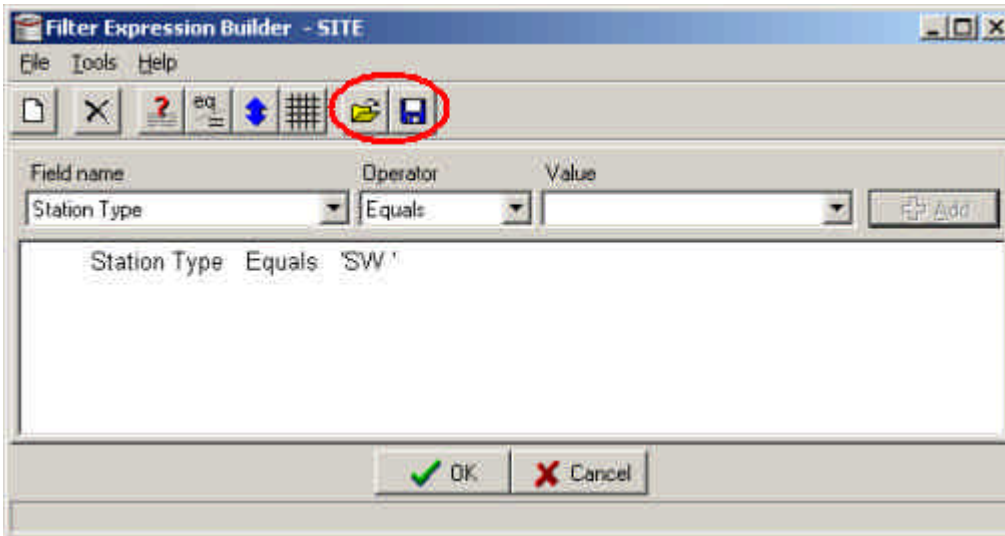 Filter Expression Builder - SITE
File Tools Help
eq
Field name Operator Value
Station Type Equals Add
Station Type Equals 'SW '
OK Cancel